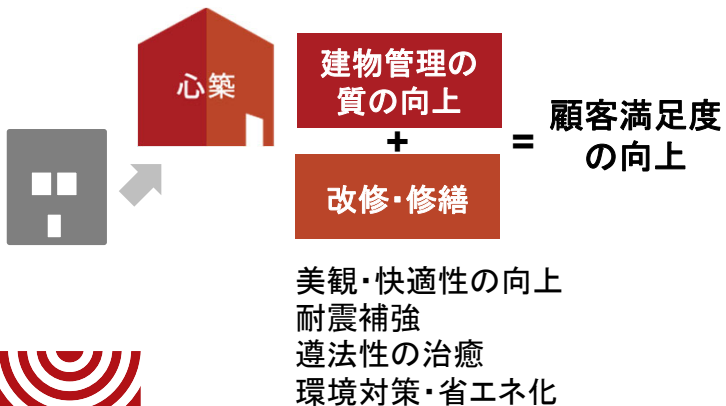 心築
建物管理の
質の向上
+
改修・修繕
=
顧客満足度
の向上
美観・快適性の向上
耐震補強
遵法性の治癒
環境対策・省エネ化